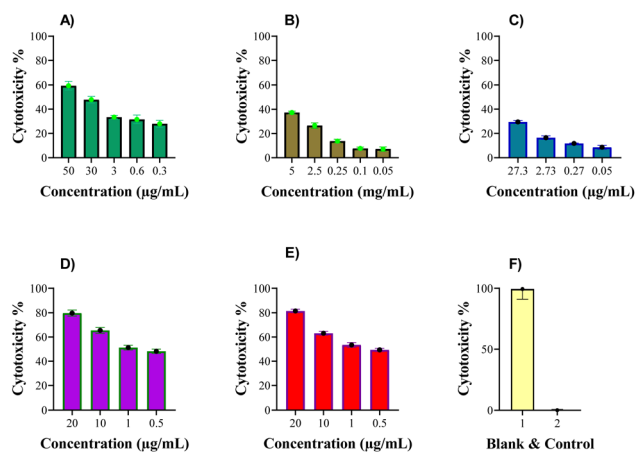 A)
Cytotoxicity %
100
80
60
40
20
0
50 30 3 0.6 0.3
Concentration (µg/mL)
B)
Cytotoxicity %
100
80
60
40
20
0
5 2.5 0.25 0.1 0.05
Concentration (mg/mL)
C)
Cytotoxicity %
100
80
60
40
20
0
27.3 2.73 0.27 0.05
Concentration (µg/mL)
D)
Cytotoxicity %
100
80
60
40
20
0
20 10 1 0.5
Concentration (µg/mL)
E)
Cytotoxicity %
100
80
60
40
20
0
20 10 1 0.5
Concentration (µg/mL)
F)
Cytotoxicity %
100
50
0
1 2
Blank & Control